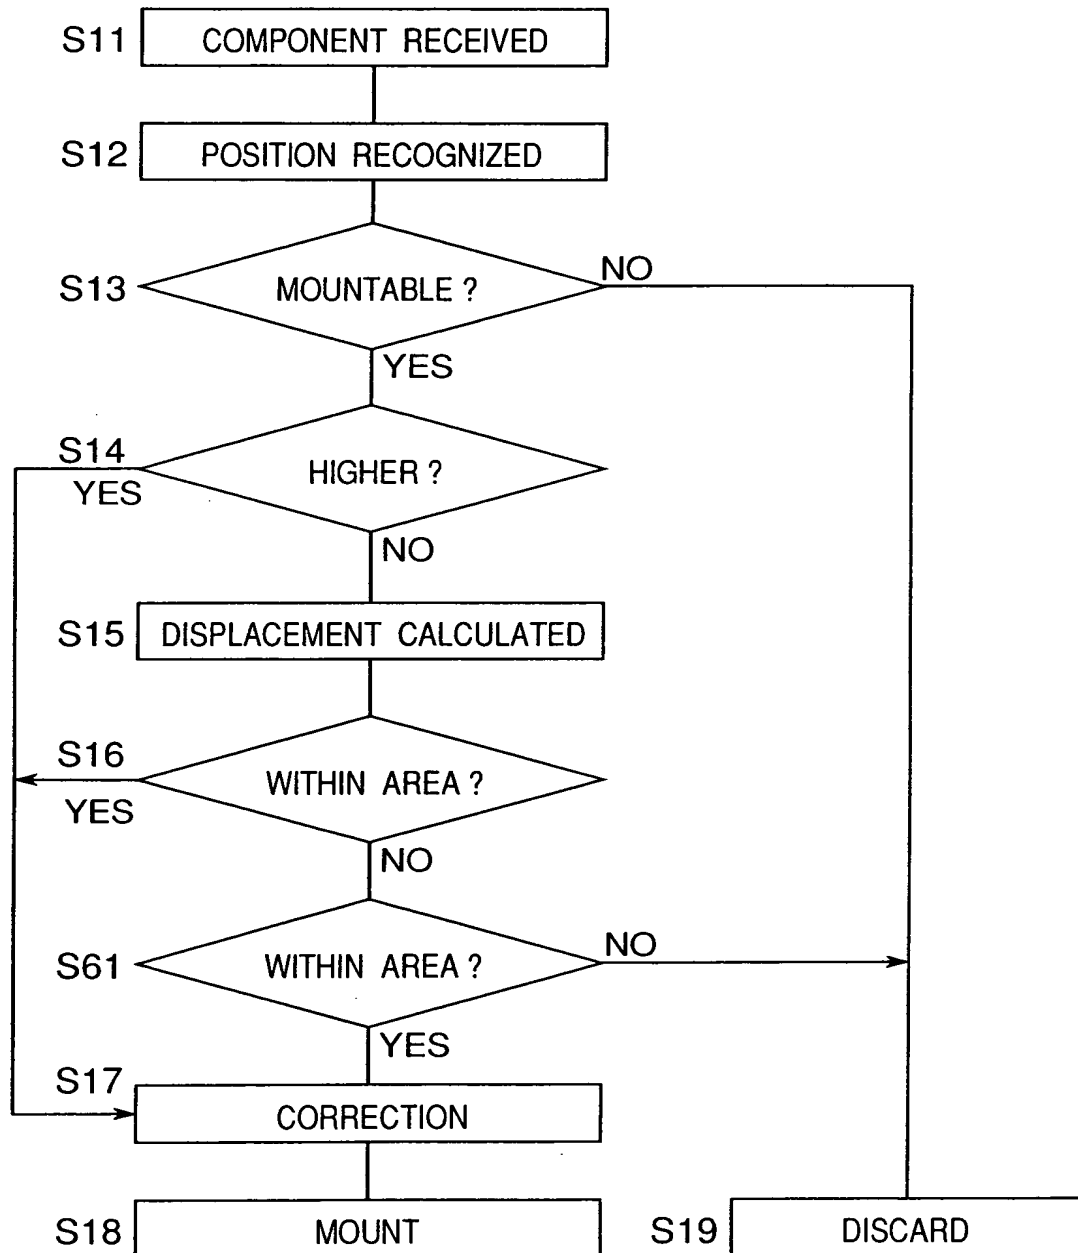 S11 COMPONENT RECEIVED
S12 POSITION RECOGNIZED
S13 MOUNTABLE ? NO
YES
S14 HIGHER ?
YES
NO
S15 DISPLACEMENT CALCULATED
S16 WITHIN AREA ?
YES
NO
S61 WITHIN AREA ? NO
YES
S17 CORRECTION
S18 MOUNT S19 DISCARD